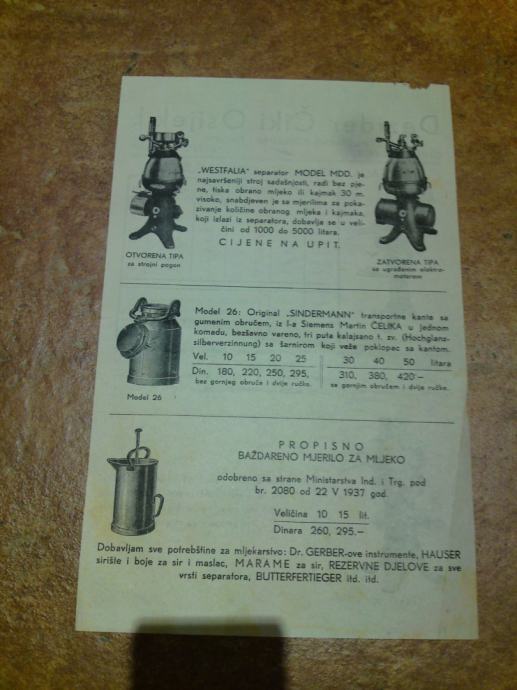 „WESTFALIA" separator MODEL MDD. je
najsavršeniji stroj sadašnjosti, radi bez pje-
ne, tiska obrano mljeko ili kajmak 30 m.
visoko, snabdjeven je sa mjerilima za poka-
zivanje količine obranog mljeka i kajmaka,
koji izlazi iz separatora, dobavlja se u veli-
čini od 1000 do 5000 litara.
CIJENE NA UPIT.
OTVORENA TIPA
za strojni pogon
ZATVORENA TIPA
sa ugrađenim elektro-
motorom
Model 26: Original „SINDERMANN" transportne kante sa
gumenim obručem, iz I-a Siemens Martin ČELIKA u jednom
komadu, bezšavno vareno, tri puta kalajsano t. zv. (Hochglanz-
silberverzinnung) sa šarnirom koji veže poklopac sa kantom.
Vel. 10 15 20 25 30 40 50 litara
Din. 180, 220, 250, 295, 310, 380, 420·–
bez gornjeg obruča i dvije ručke. sa gornjim obručem i dvije ručke.
Model 26
PROPISNO
BAŽDARENO MJERILO ZA MLJEKO
odobreno sa strane Ministarstva Ind. i Trg. pod
br. 2080 od 22 V 1937 god.
Veličina 10 15 lit.
Dinara 260, 295.–
Dobavljam sve potrebštine za mljekarstvo: Dr. GERBER-ove instrumente, HAUSER
sirište i boje za sir i maslac, MARAME za sir, REZERVNE DJELOVE za sve
vrsti separatora, BUTTERFERTIEGER itd. itd.